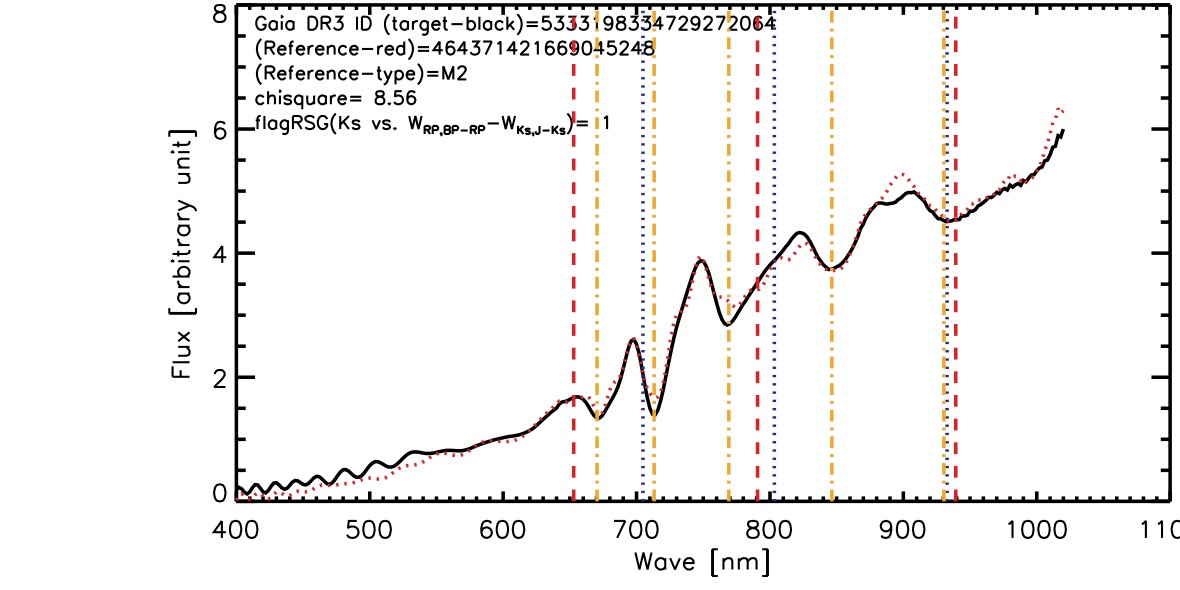 8
Gaia DR3 ID (target-black)=5333198334729272064
(Reference-red)=464371421669045248
(Reference-type)=M2
chisquare= 8.56
flagRSG(Ks vs. WRP,BP-RP-WKs,J-Ks)= 1
6
4
2
0
Flux [arbitrary unit]
400 500 600 700 800 900 1000 110
Wave [nm]